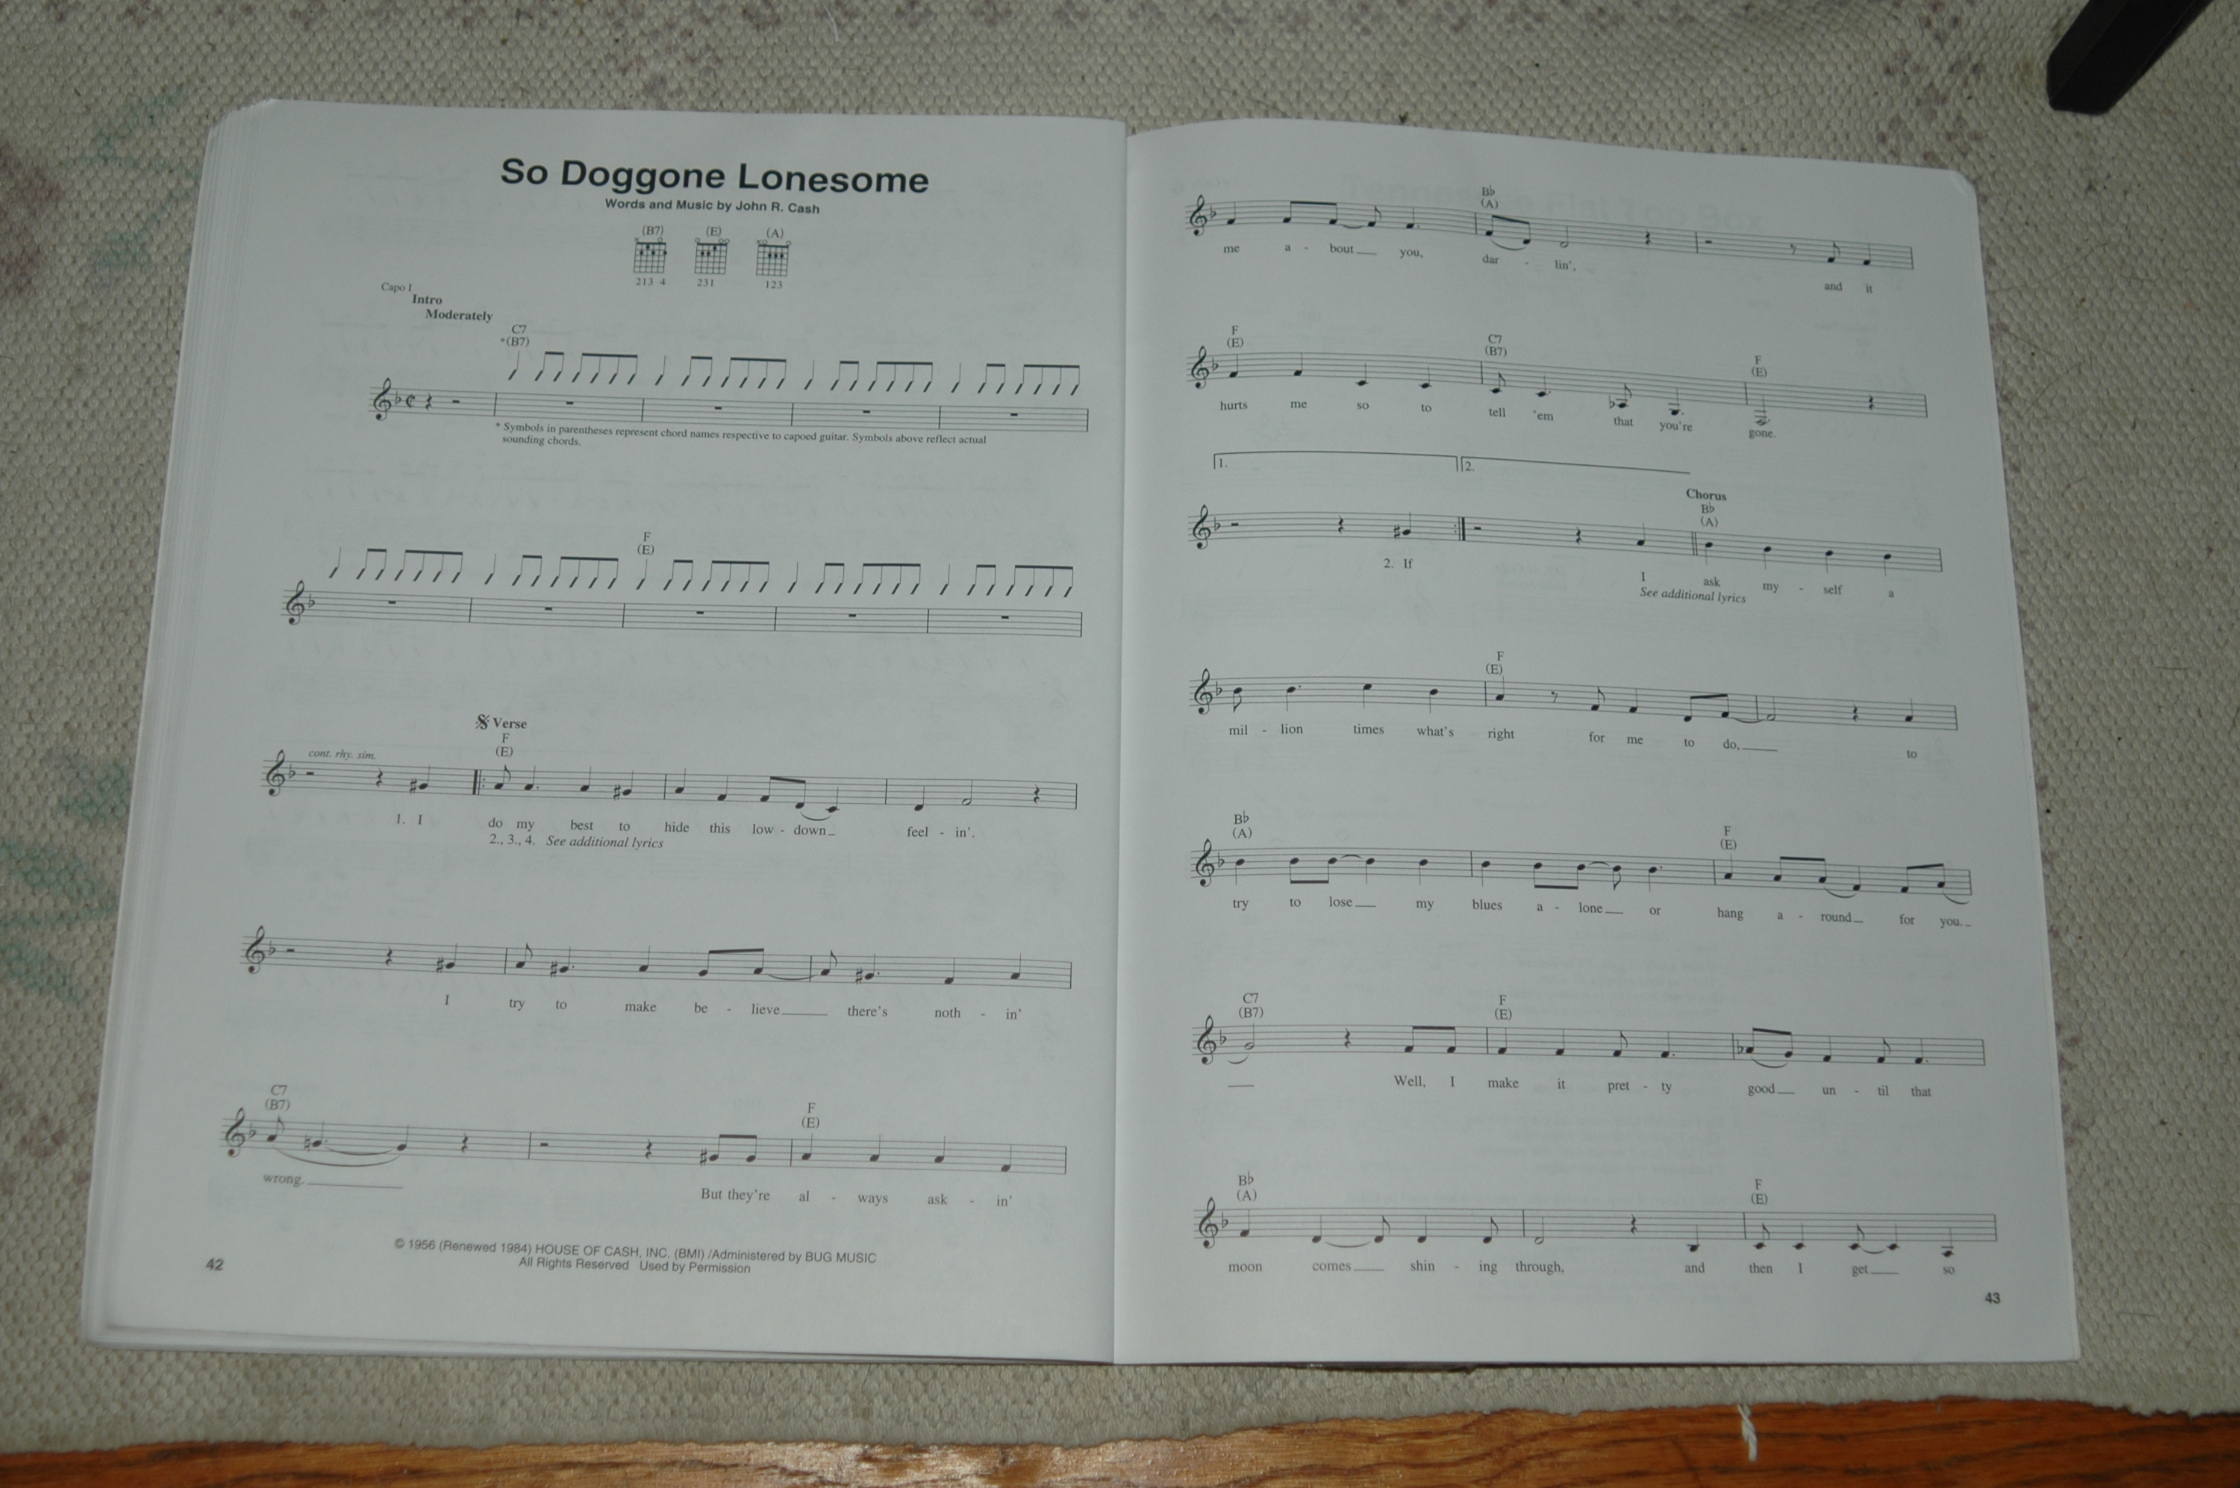 So Doggone Lonesome
Words and Music by John R. Cash
(B7) (E) (A)
213 4 231 123
Capo I
Intro
Moderately
C7
*(B7)
* Symbols in parentheses represent chord names respective to capoed guitar. Symbols above reflect actual
sounding chords.
F
(E)
Verse
F
(E)
cont. rhy. sim.
1. I do my best to hide this low - down feel - in'.
2., 3., 4. See additional lyrics
I try to make be - lieve there's noth - in'
C7 F
(B7) (E)
wrong. But they're al - ways ask - in'
© 1956 (Renewed 1984) HOUSE OF CASH, INC. (BMI) /Administered by BUG MUSIC
All Rights Reserved Used by Permission
42
B♭
(A)
me a - bout you, dar - lin', and it
F C7 F
(E) (B7) (E)
hurts me so to tell 'em that you're gone.
1. 2.
Chorus
B♭
(A)
2. If I ask my - self a
See additional lyrics
F
(E)
mil - lion times what's right for me to do, to
B♭ F
(A) (E)
try to lose my blues a - lone or hang a - round for you.
C7 F
(B7) (E)
Well, I make it pret - ty good un - til that
B♭ F
(A) (E)
moon comes shin - ing through, and then I get so
43